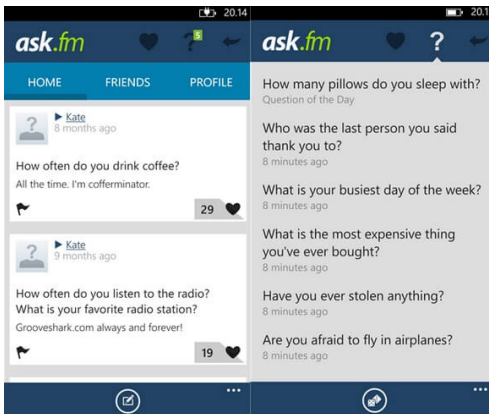 20.14
ask.fm
5
HOME FRIENDS PROFILE
Kate
8 months ago
How often do you drink coffee?
All the time. I'm cofferminator.
29
Kate
9 months ago
How often do you listen to the radio?
What is your favorite radio station?
Grooveshark.com always and forever!
19
20.1
ask.fm
?
How many pillows do you sleep with?
Question of the Day
Who was the last person you said
thank you to?
8 minutes ago
What is your busiest day of the week?
8 minutes ago
What is the most expensive thing
you've ever bought?
8 minutes ago
Have you ever stolen anything?
8 minutes ago
Are you afraid to fly in airplanes?
8 minutes ago